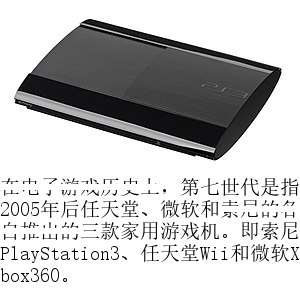 PS3
在电子游戏历史上，第七世代是指
2005年后任天堂、微软和索尼的各
自推出的三款家用游戏机。即索尼
PlayStation3、任天堂Wii和微软X
box360。